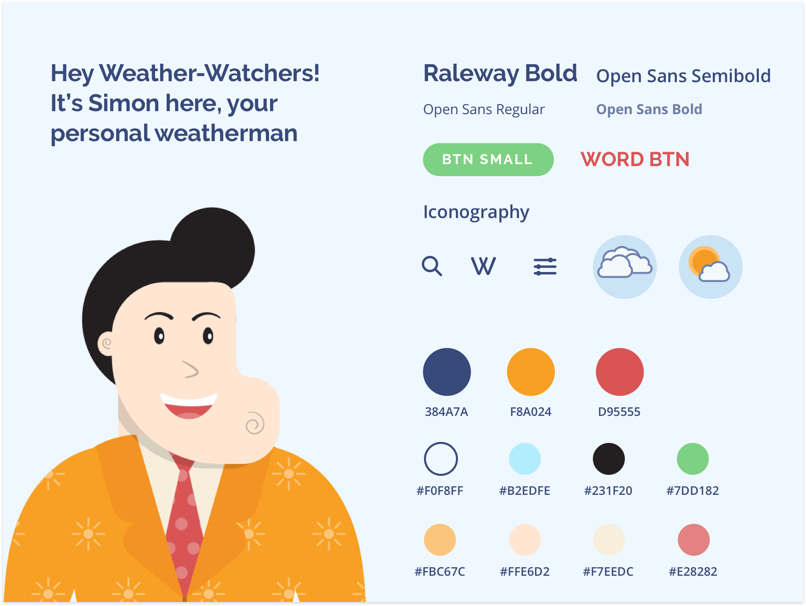 Hey Weather-Watchers!
It's Simon here, your
personal weatherman
Raleway Bold
Open Sans Semibold
Open Sans Regular
Open Sans Bold
BTN SMALL
WORD BTN
Iconography
W
384A7A
F8A024
D95555
#F0F8FF
#B2EDFE
#231F20
#7DD182
#FBC67C
#FFE6D2
#F7EEDC
#E28282